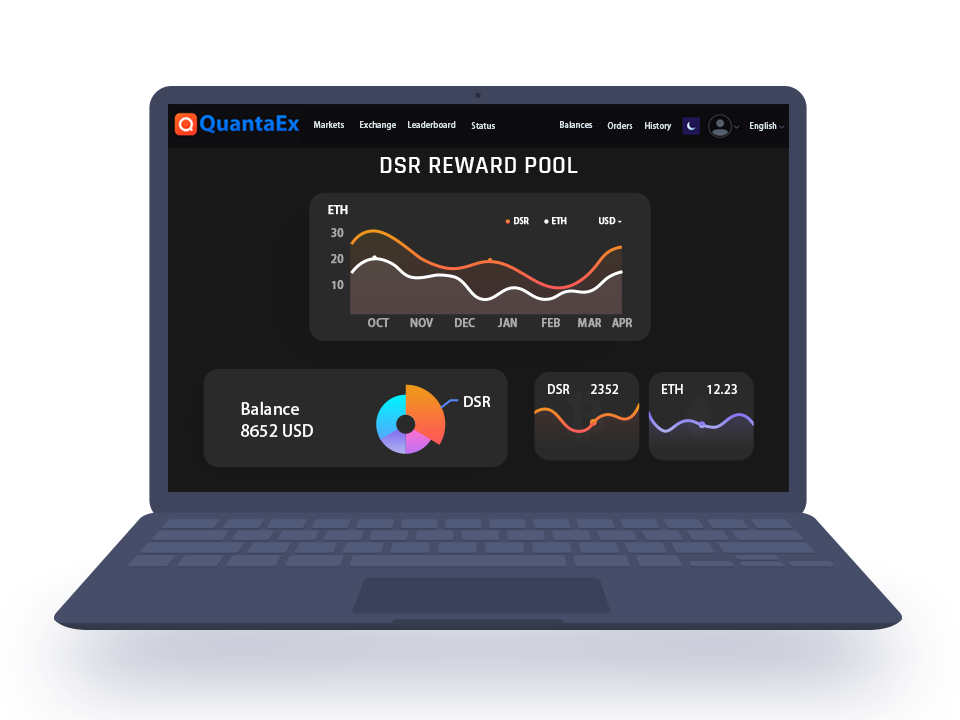 QuantaEx Markets Exchange Leaderboard Status Balances Orders History English
DSR REWARD POOL
ETH
DSR ETH USD
30
20
10
OCT NOV DEC JAN FEB MAR APR
Balance
8652 USD
DSR
DSR 2352
ETH 12.23